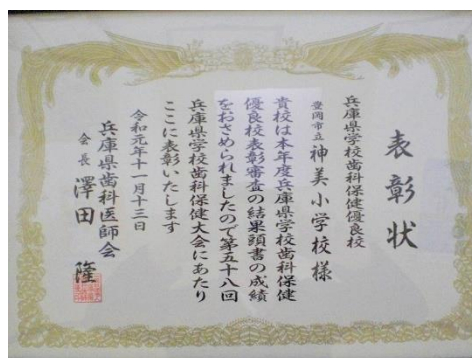 表彰状
兵庫県学校歯科保健優良校
豊岡市立神美小学校様
貴校は本年度兵庫県学校歯科保健
優良校表彰審査の結果頭書の成績
をおさめられましたので第五十八回
兵庫県学校歯科保健大会にあたり
ここに表彰いたします
令和元年十一月十三日
兵庫県歯科医師会
会長 澤田 隆